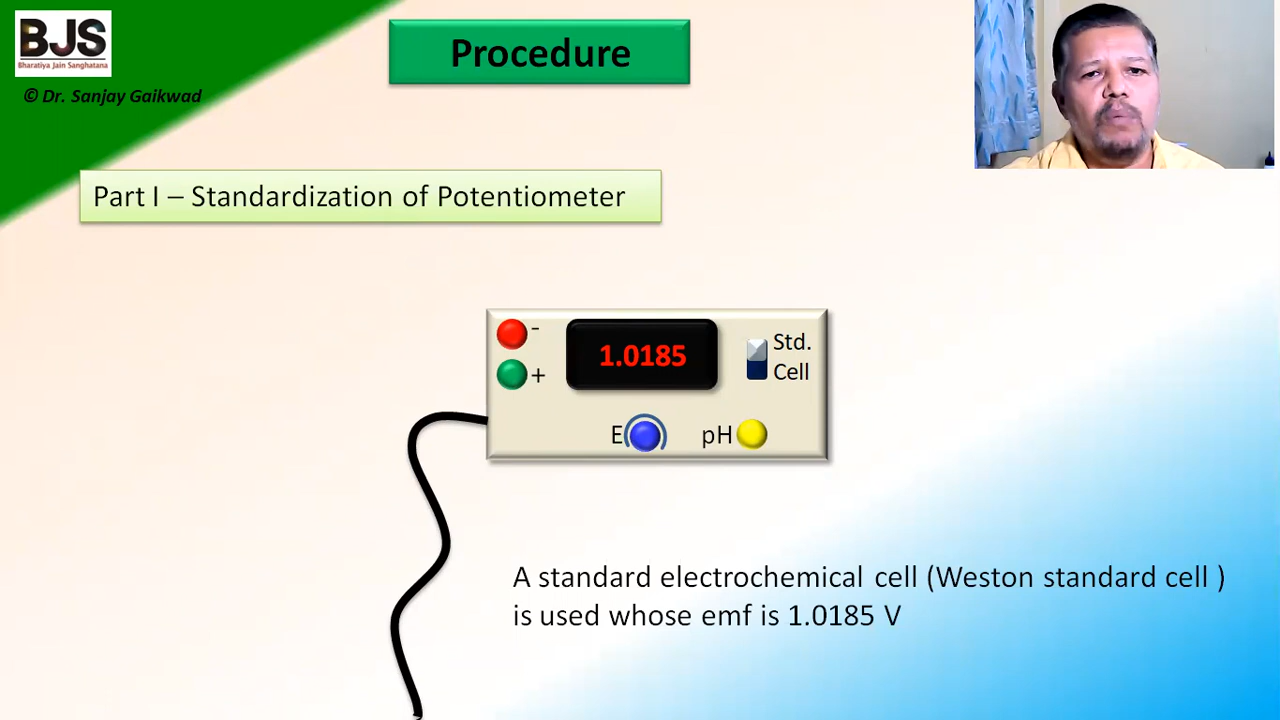 BJS
Bharatiya Jain Sanghatana
© Dr. Sanjay Gaikwad
Procedure
Part I – Standardization of Potentiometer
-
+
1.0185
Std.
Cell
E
pH
A standard electrochemical cell (Weston standard cell )
is used whose emf is 1.0185 V